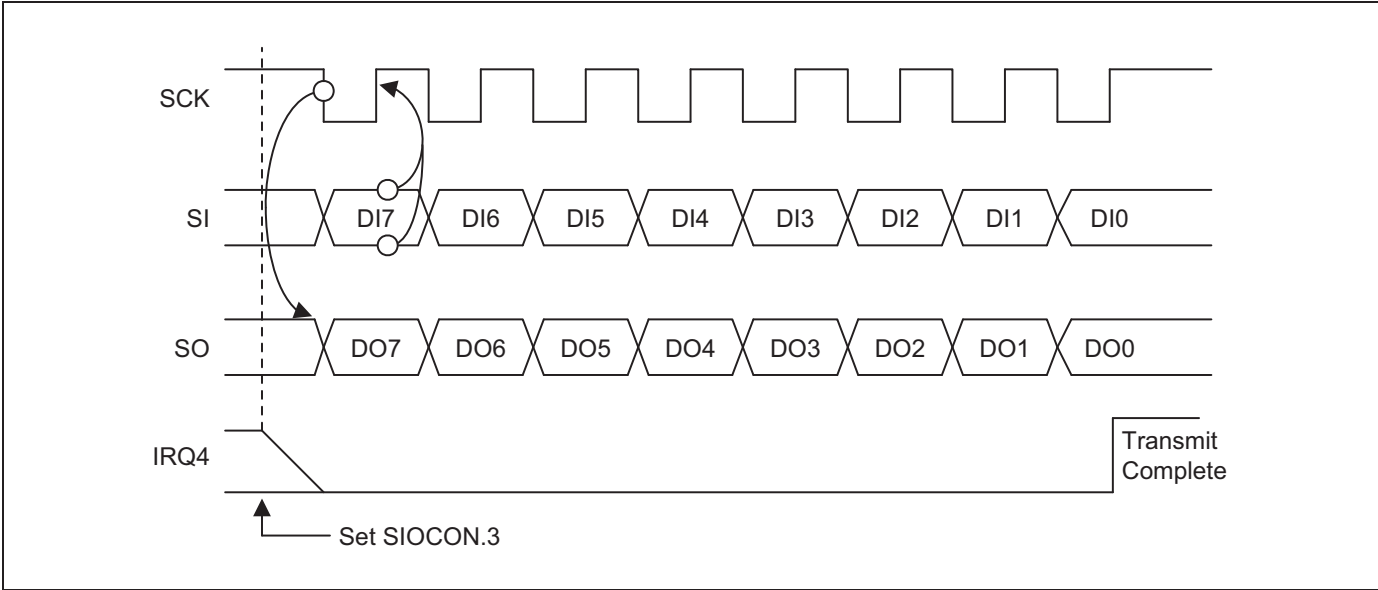 SCK
SI
DI7
DI6
DI5
DI4
DI3
DI2
DI1
DI0
SO
DO7
DO6
DO5
DO4
DO3
DO2
DO1
DO0
IRQ4
Transmit
Complete
Set SIOCON.3